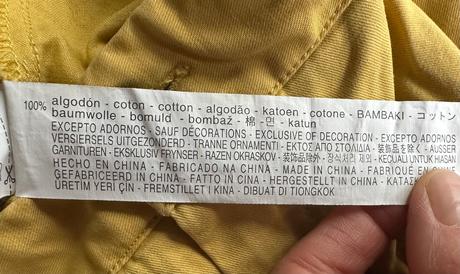 100% algodón - coton - cotton - algodão - katoen - cotone - BAMBAKI - コットン
baumwolle - bomuld - bombaž - 棉 - 면 - katun
EXCEPTO ADORNOS - SAUF DÉCORATIONS - EXCLUSIVE OF DECORATION - EXCEPTO ADORNOS
VERSIERSELS UITGEZONDERD - TRANNE ORNAMENTI - ΕΚΤΟΣ ΑΠΟ ΣΤΟΛΙΔΙΑ - 装飾品を除く - AUSSER
GARNITUREN - EKSKLUSIV FRYNSER - RAZEN OKRASKOV - 装饰品除外 - 장식처리 제외 - KECUALI UNTUK HIASAN
HECHO EN CHINA - FABRICADO NA CHINA - MADE IN CHINA - FABRIQUÉ EN
GEFABRICEERD IN CHINA - FATTO IN CINA - HERGESTELLT IN CHINA - ΚΑΤΑΣΚ
ÜRETIM YERI ÇIN - FREMSTILLET I KINA - DIBUAT DI TIONGKOK